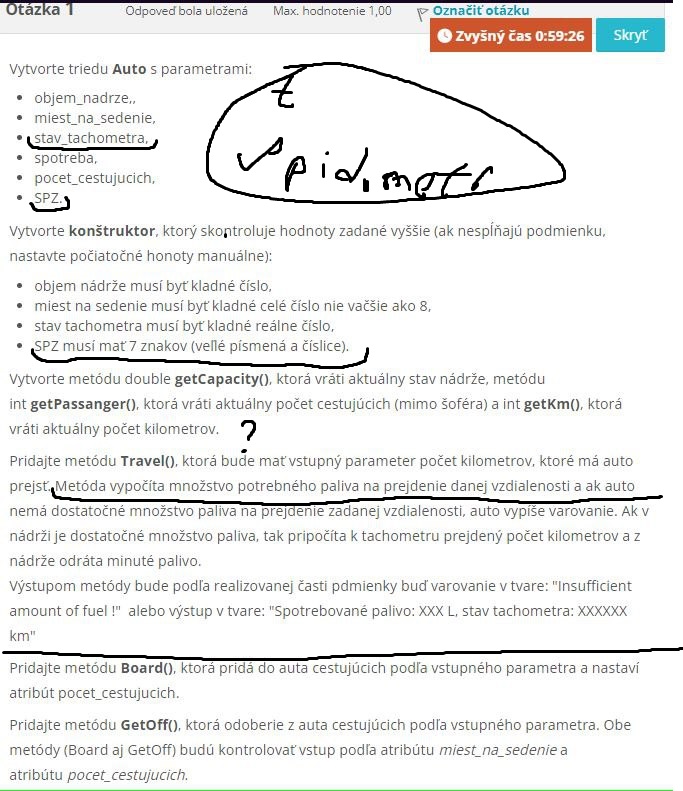 Otázka 1 Odpoveď bola uložená Max. hodnotenie 1,00 Označiť otázku
Zvyšný čas 0:59:26 Skryť
Vytvorte triedu Auto s parametrami:
objem_nadrze,,
miest_na_sedenie,
stav_tachometra,
spotreba,
pocet_cestujucich,
SPZ.
Vytvorte konštruktor, ktorý skontroluje hodnoty zadané vyššie (ak nespĺňajú podmienku,
nastavte počiatočné honoty manuálne):
objem nádrže musí byť kladné číslo,
miest na sedenie musí byť kladné celé číslo nie vačšie ako 8,
stav tachometra musí byť kladné reálne číslo,
SPZ musí mať 7 znakov (veľlé písmená a číslice).
Vytvorte metódu double getCapacity(), ktorá vráti aktuálny stav nádrže, metódu
int getPassanger(), ktorá vráti aktuálny počet cestujúcich (mimo šoféra) a int getKm(), ktorá
vráti aktuálny počet kilometrov. ?
Pridajte metódu Travel(), ktorá bude mať vstupný parameter počet kilometrov, ktoré má auto
prejsť. Metóda vypočíta množstvo potrebného paliva na prejdenie danej vzdialenosti a ak auto
nemá dostatočné množstvo paliva na prejdenie zadanej vzdialenosti, auto vypíše varovanie. Ak v
nádrži je dostatočné množstvo paliva, tak pripočíta k tachometru prejdený počet kilometrov a z
nádrže odráta minuté palivo.
Výstupom metódy bude podľa realizovanej časti pdmienky buď varovanie v tvare: "Insufficient
amount of fuel !" alebo výstup v tvare: "Spotrebované palivo: XXX L, stav tachometra: XXXXXX
km"
Pridajte metódu Board(), ktorá pridá do auta cestujúcich podľa vstupného parametra a nastaví
atribút pocet_cestujucich.
Pridajte metódu GetOff(), ktorá odoberie z auta cestujúcich podľa vstupného parametra. Obe
metódy (Board aj GetOff) budú kontrolovať vstup podľa atribútu miest_na_sedenie a
atribútu pocet_cestujucich.